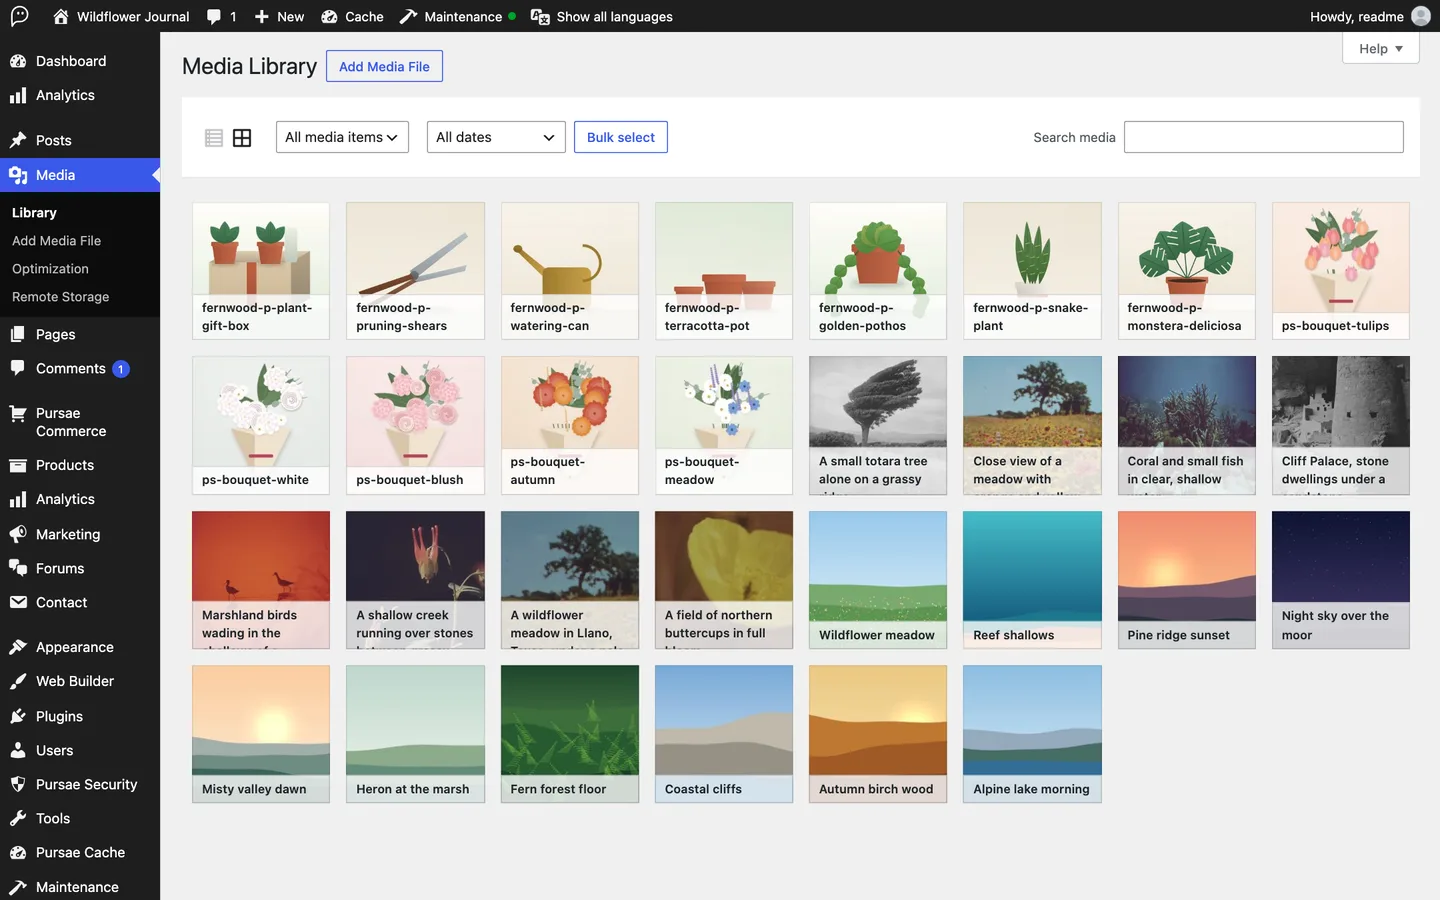 Wildflower Journal
1
New
Cache
Maintenance
Show all languages
Howdy, readme
Dashboard
Analytics
Posts
Media
Library
Add Media File
Optimization
Remote Storage
Pages
Comments 1
Pursae
Commerce
Products
Analytics
Marketing
Forums
Contact
Appearance
Web Builder
Plugins
Users
Pursae Security
Tools
Pursae Cache
Maintenance
Help
Media Library
Add Media File
All media items
All dates
Bulk select
Search media
fernwood-p-plant-
gift-box
fernwood-p-
pruning-shears
fernwood-p-
watering-can
fernwood-p-
terracotta-pot
fernwood-p-
golden-pothos
fernwood-p-snake-
plant
fernwood-p-
monstera-deliciosa
ps-bouquet-tulips
ps-bouquet-white
ps-bouquet-blush
ps-bouquet-
autumn
ps-bouquet-
meadow
A small totara tree
alone on a grassy
Close view of a
meadow with
Coral and small fish
in clear, shallow
Cliff Palace, stone
dwellings under a
Marshland birds
wading in the
A shallow creek
running over stones
A wildflower
meadow in Llano,
A field of northern
buttercups in full
Wildflower meadow
Reef shallows
Pine ridge sunset
Night sky over the
moor
Misty valley dawn
Heron at the marsh
Fern forest floor
Coastal cliffs
Autumn birch wood
Alpine lake morning